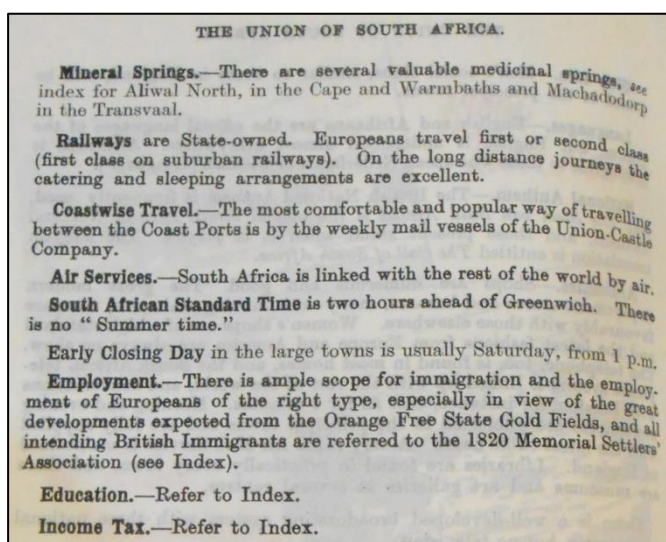 THE UNION OF SOUTH AFRICA.
Mineral Springs.—There are several valuable medicinal springs, see
index for Aliwal North, in the Cape and Warmbaths and Machadodorp
in the Transvaal.
Railways are State-owned. Europeans travel first or second class
(first class on suburban railways). On the long distance journeys the
catering and sleeping arrangements are excellent.
Coastwise Travel.—The most comfortable and popular way of travelling
between the Coast Ports is by the weekly mail vessels of the Union-Castle
Company.
Air Services.—South Africa is linked with the rest of the world by air.
South African Standard Time is two hours ahead of Greenwich. There
is no “ Summer time.”
Early Closing Day in the large towns is usually Saturday, from 1 p.m.
Employment.—There is ample scope for immigration and the employ-
ment of Europeans of the right type, especially in view of the great
developments expected from the Orange Free State Gold Fields, and all
intending British Immigrants are referred to the 1820 Memorial Settlers'
Association (see Index).
Education.—Refer to Index.
Income Tax.—Refer to Index.